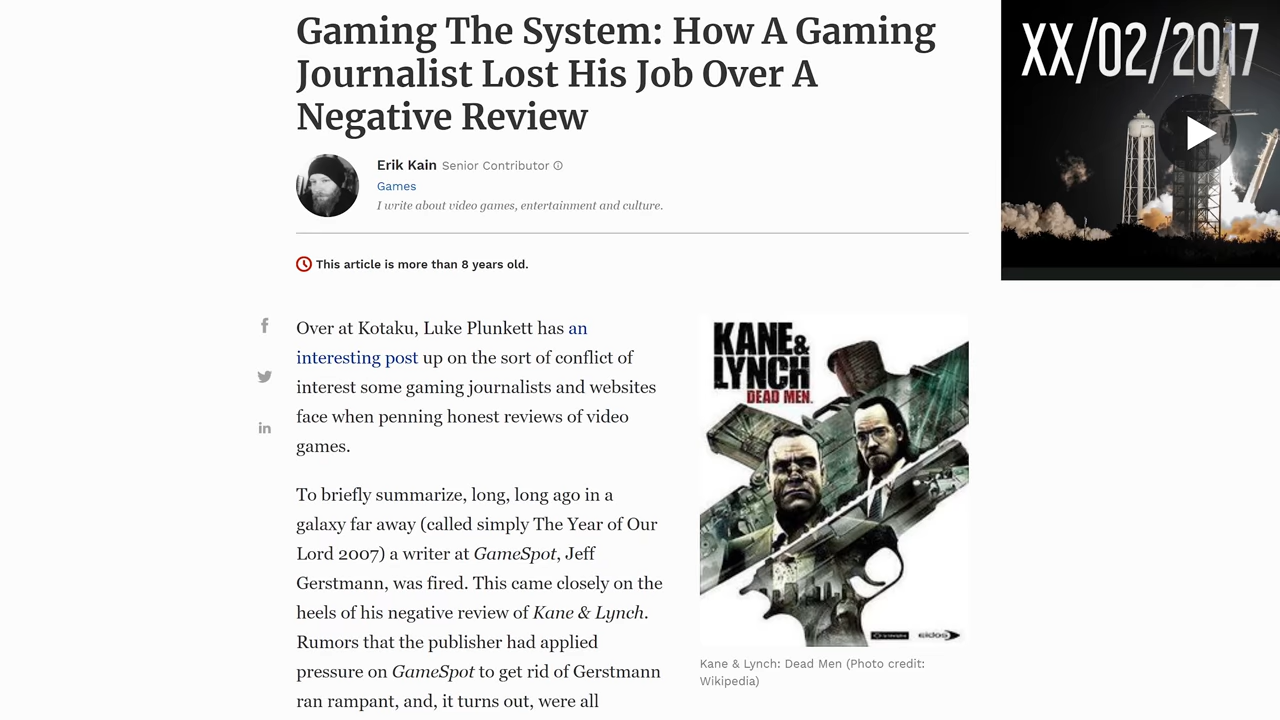 Gaming The System: How A Gaming
Journalist Lost His Job Over A
Negative Review
XX/02/2017
Erik Kain Senior Contributor
Games
I write about video games, entertainment and culture.
This article is more than 8 years old.
Over at Kotaku, Luke Plunkett has an
interesting post up on the sort of conflict of
interest some gaming journalists and websites
face when penning honest reviews of video
games.
To briefly summarize, long, long ago in a
galaxy far away (called simply The Year of Our
Lord 2007) a writer at GameSpot, Jeff
Gerstmann, was fired. This came closely on the
heels of his negative review of Kane & Lynch.
Rumors that the publisher had applied
pressure on GameSpot to get rid of Gerstmann
ran rampant, and, it turns out, were all
KANE &
LYNCH
DEAD MEN.
eidos
Kane & Lynch: Dead Men (Photo credit:
Wikipedia)